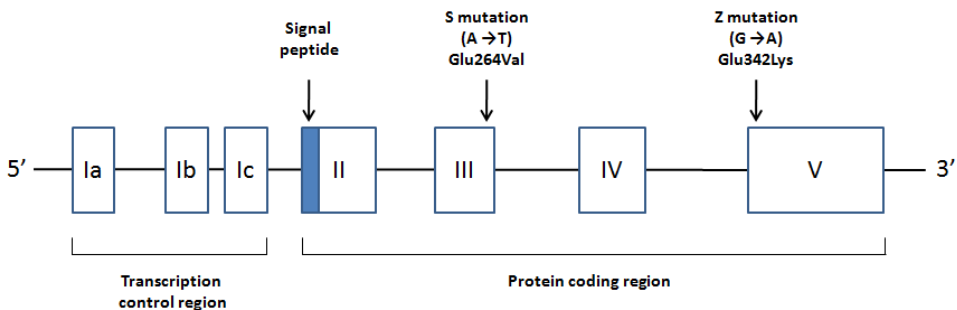 Signal
peptide
S mutation
(A →T)
Glu264Val
Z mutation
(G →A)
Glu342Lys
5’ Ia Ib Ic II III IV V 3’
Transcription
control region
Protein coding region